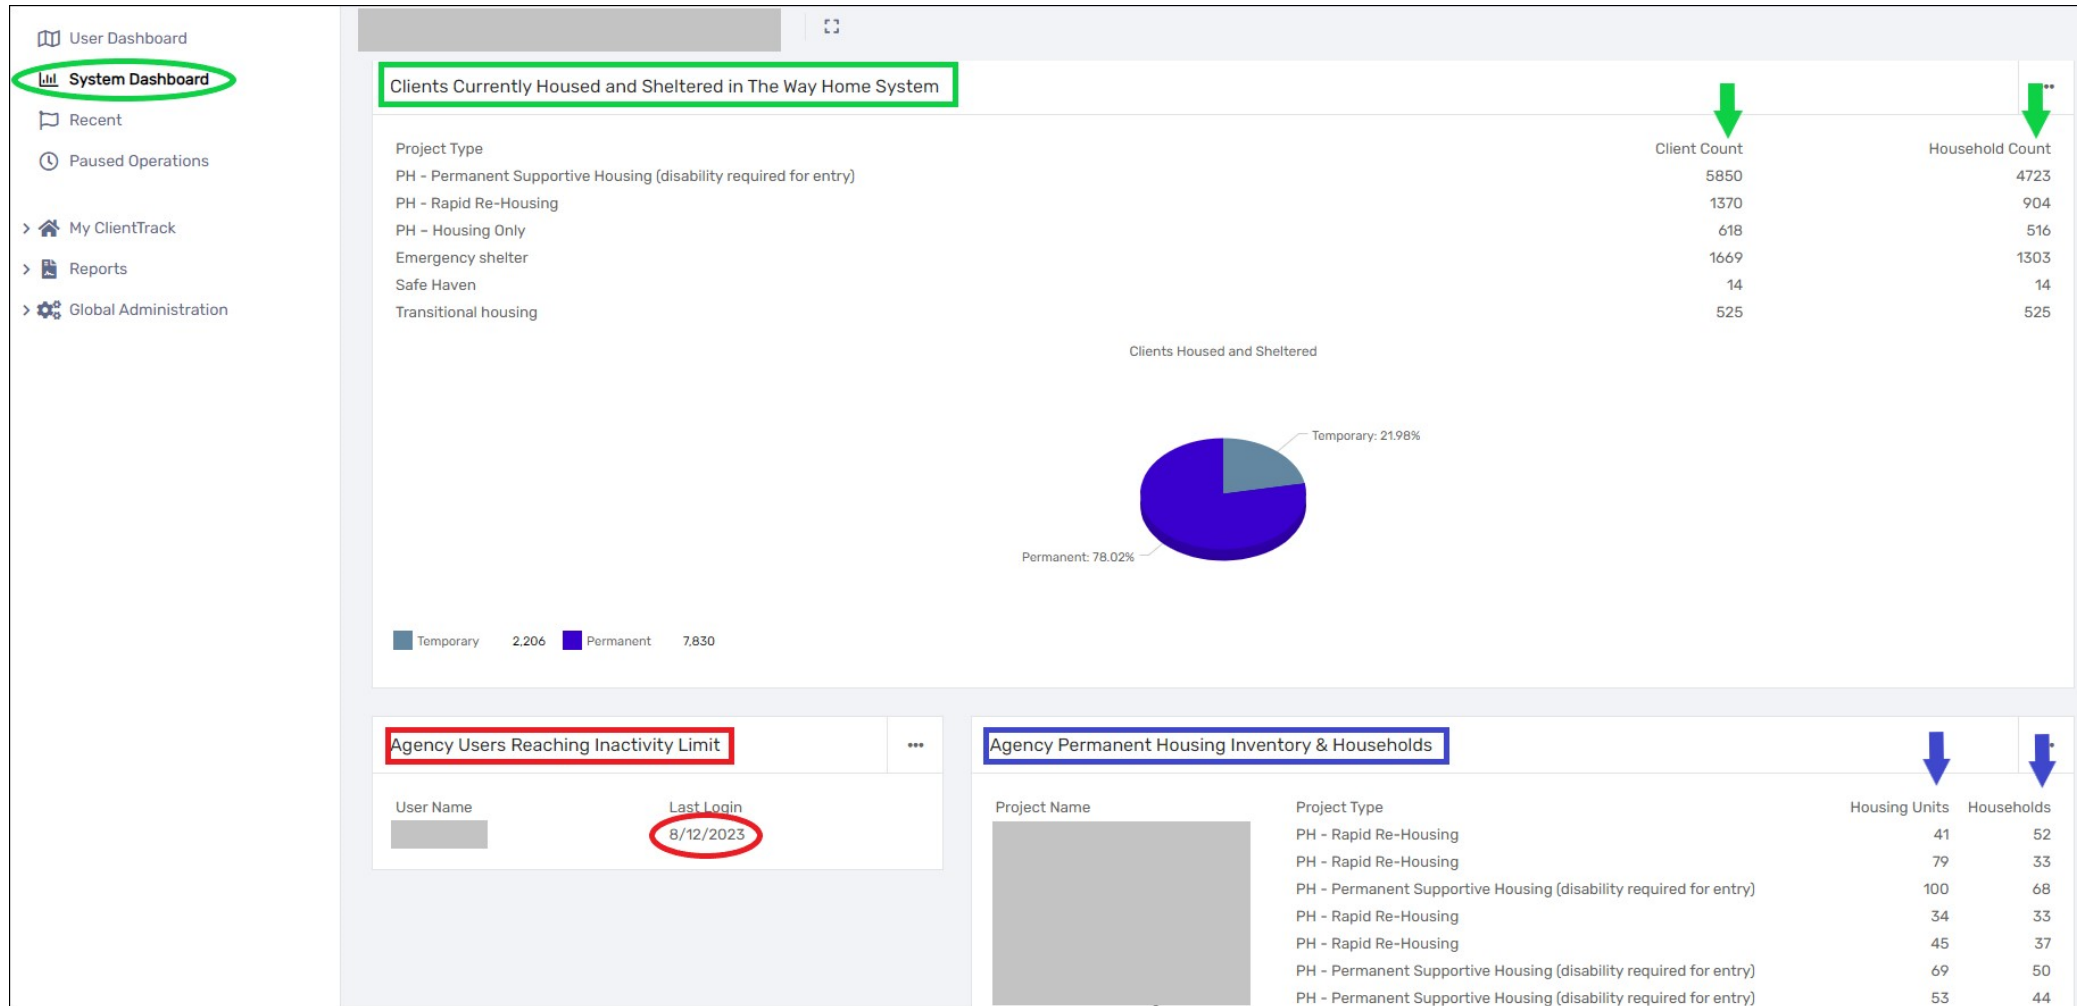 User Dashboard
System Dashboard
Recent
Paused Operations
My ClientTrack
Reports
Global Administration
Clients Currently Housed and Sheltered in The Way Home System
Project Type Client Count Household Count
PH - Permanent Supportive Housing (disability required for entry) 5850 4723
PH - Rapid Re-Housing 1370 904
PH – Housing Only 618 516
Emergency shelter 1669 1303
Safe Haven 14 14
Transitional housing 525 525
Clients Housed and Sheltered
Temporary: 21.98%
Permanent: 78.02%
Temporary 2,206 Permanent 7,830
Agency Users Reaching Inactivity Limit
User Name Last Login
8/12/2023
Agency Permanent Housing Inventory & Households
Project Name Project Type Housing Units Households
PH - Rapid Re-Housing 41 52
PH - Rapid Re-Housing 79 33
PH - Permanent Supportive Housing (disability required for entry) 100 68
PH - Rapid Re-Housing 34 33
PH - Rapid Re-Housing 45 37
PH - Permanent Supportive Housing (disability required for entry) 69 50
PH - Permanent Supportive Housing (disability required for entry) 53 44